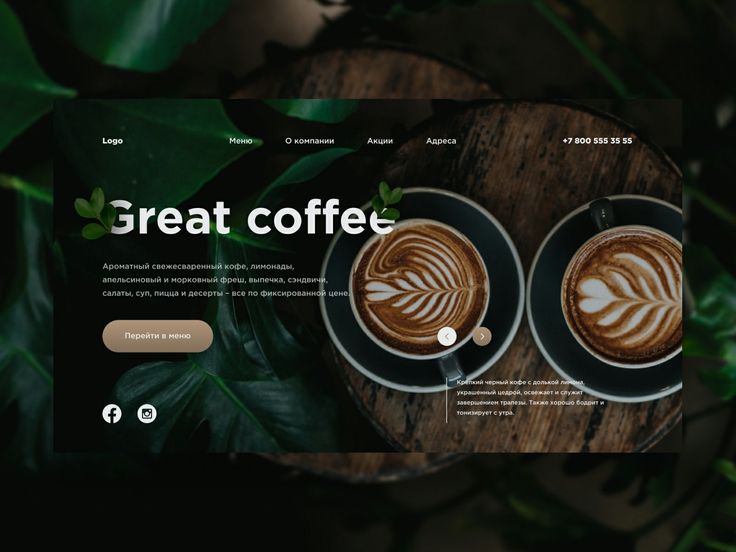 Logo
Меню
О компании
Акции
Адреса
+7 800 555 35 55
Great coffee
Ароматный свежесваренный кофе, лимонады,
апельсиновый и морковный фреш, выпечка, сэндвичи,
салаты, суп, пицца и десерты – все по фиксированной цене.
Перейти в меню
Крепкий черный кофе с долькой лимона,
украшенный цедрой, освежает и служит
завершением трапезы. Также хорошо бодрит и
тонизирует с утра.